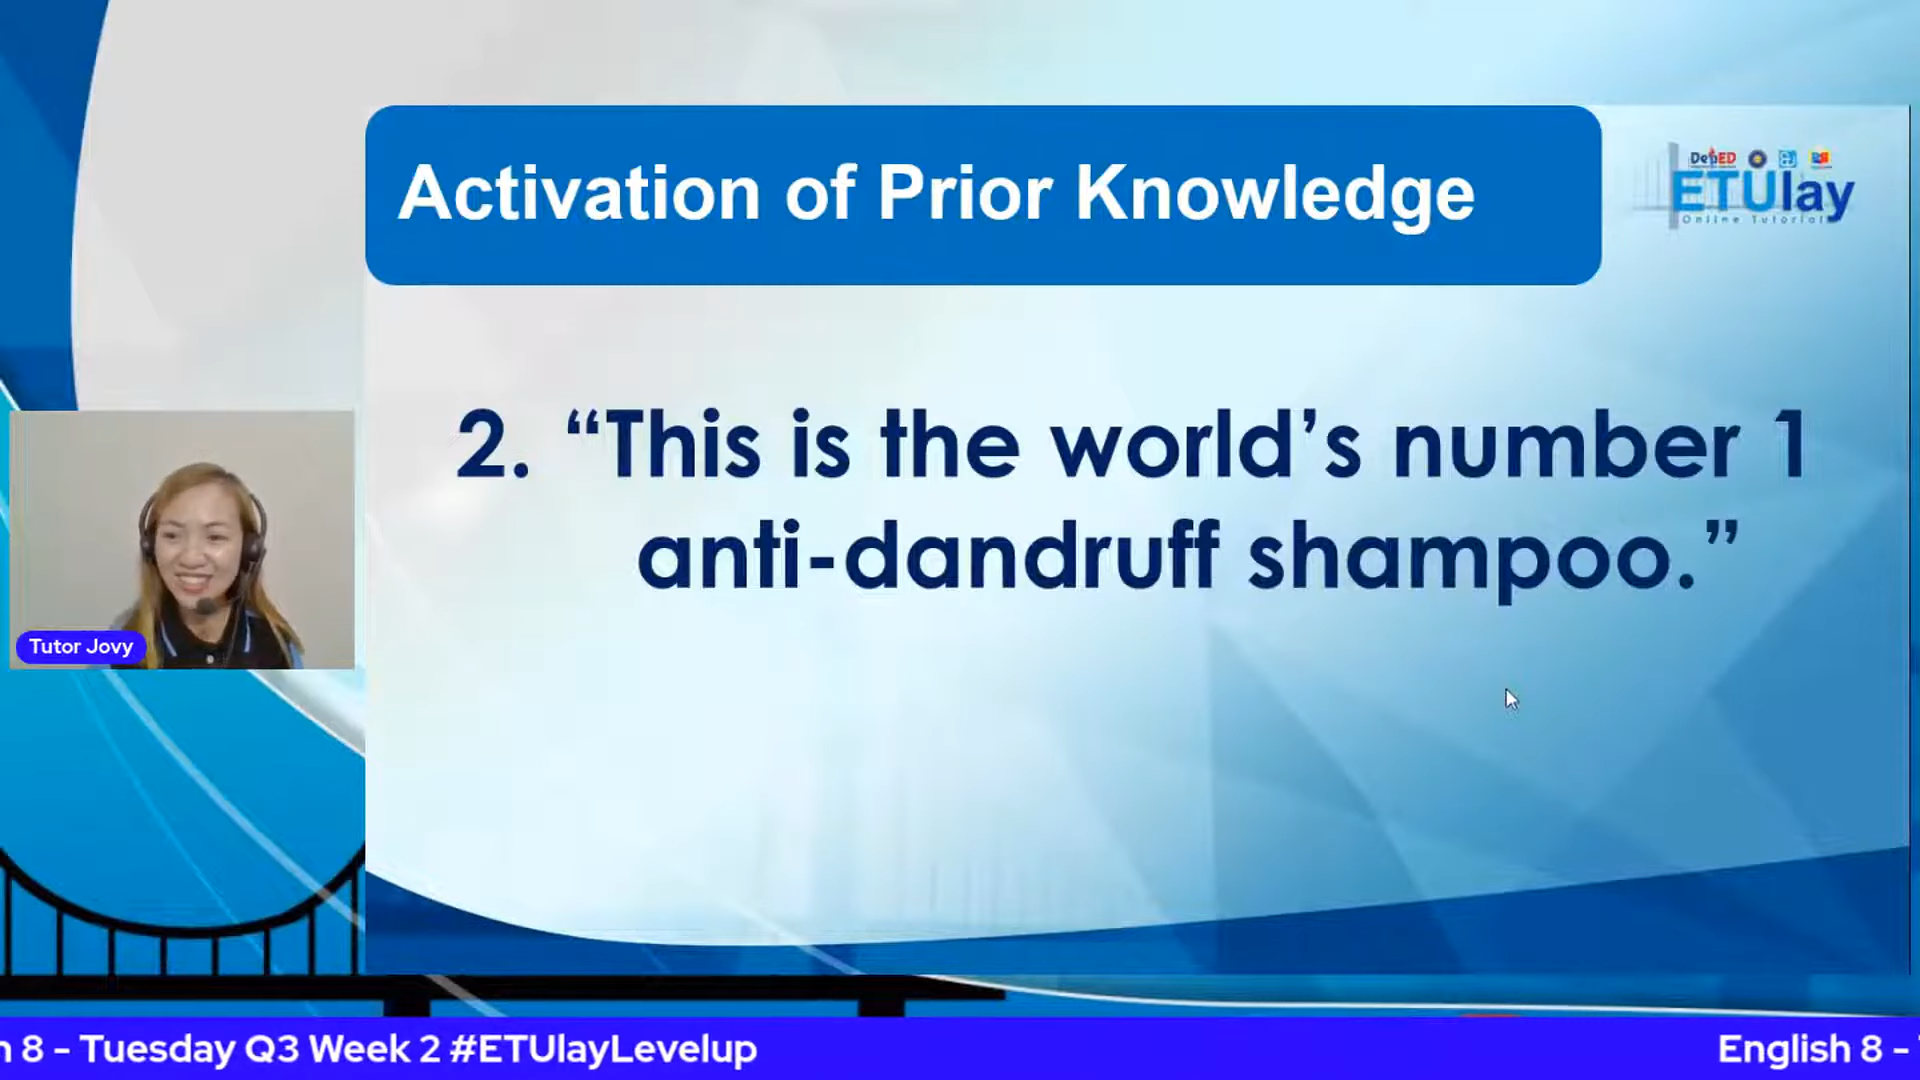 Activation of Prior Knowledge
DepED
ETUlay
Online Tutorial
2. “This is the world’s number 1
anti-dandruff shampoo.”
Tutor Jovy
n 8 - Tuesday Q3 Week 2 #ETUlayLevelup
English 8 -